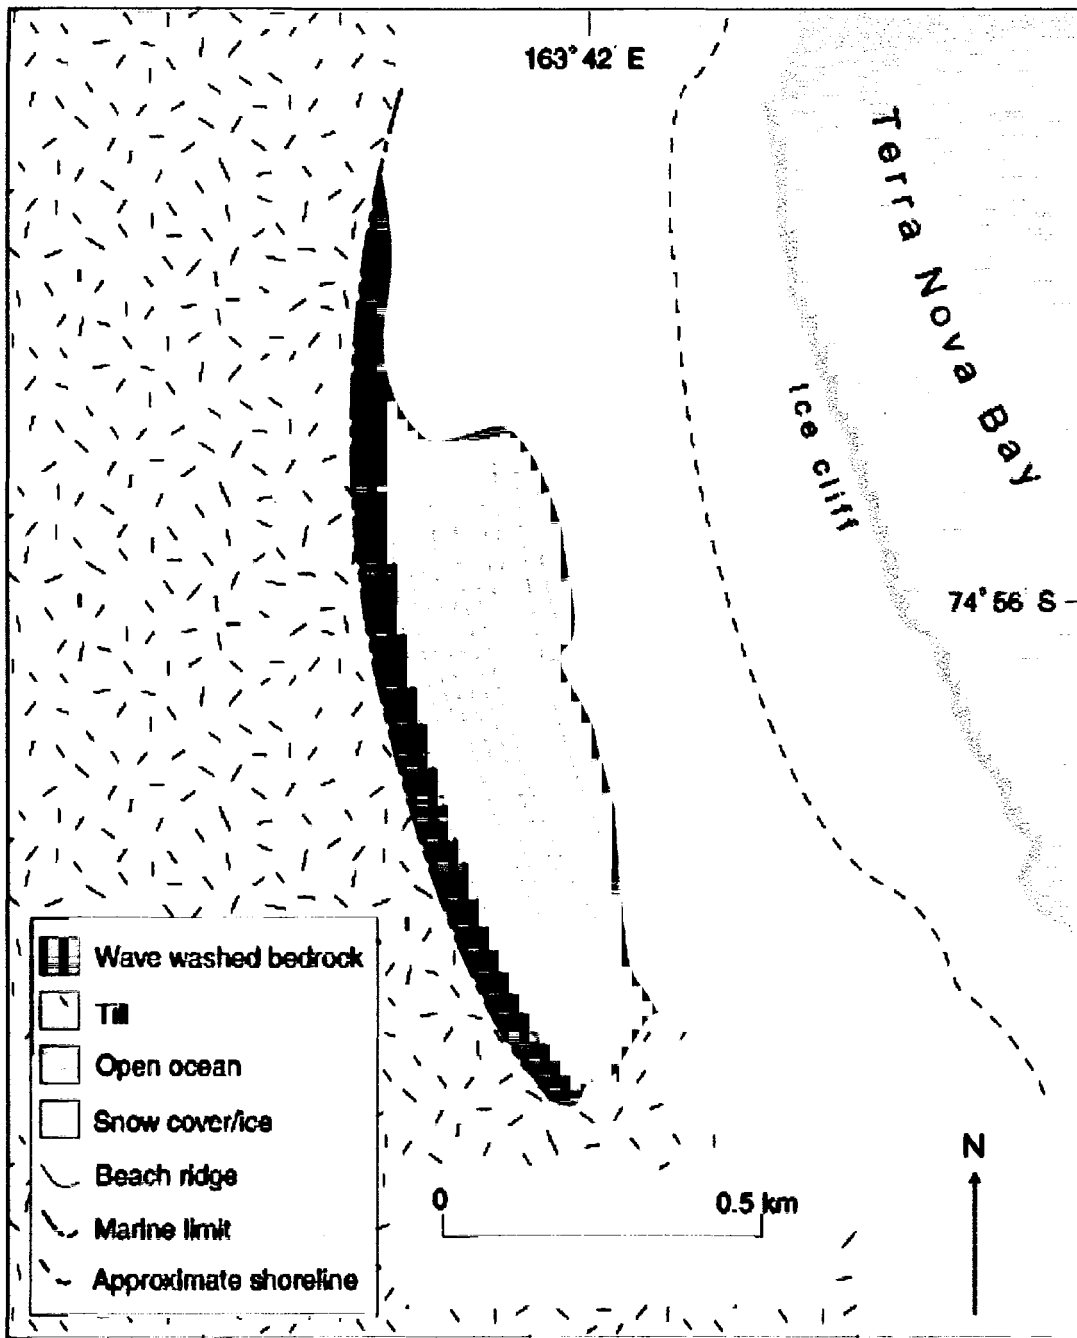 163° 42' E
Terra Nova Bay
Ice cliff
74° 56' S
Wave washed bedrock
Till
Open ocean
Snow cover/ice
Beach ridge
Marine limit
Approximate shoreline
0 0.5 km
N